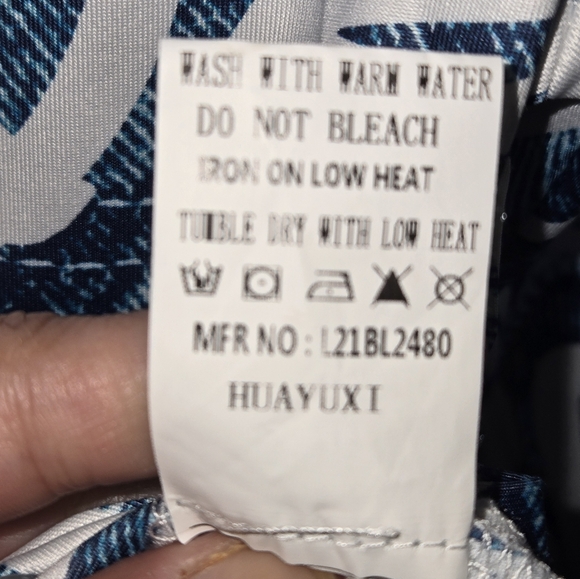 WASH WITH WARM WATER
DO NOT BLEACH
IRON ON LOW HEAT
TUMBLE DRY WITH LOW HEAT
MFR NO : L21BL2480
HUAYUXI